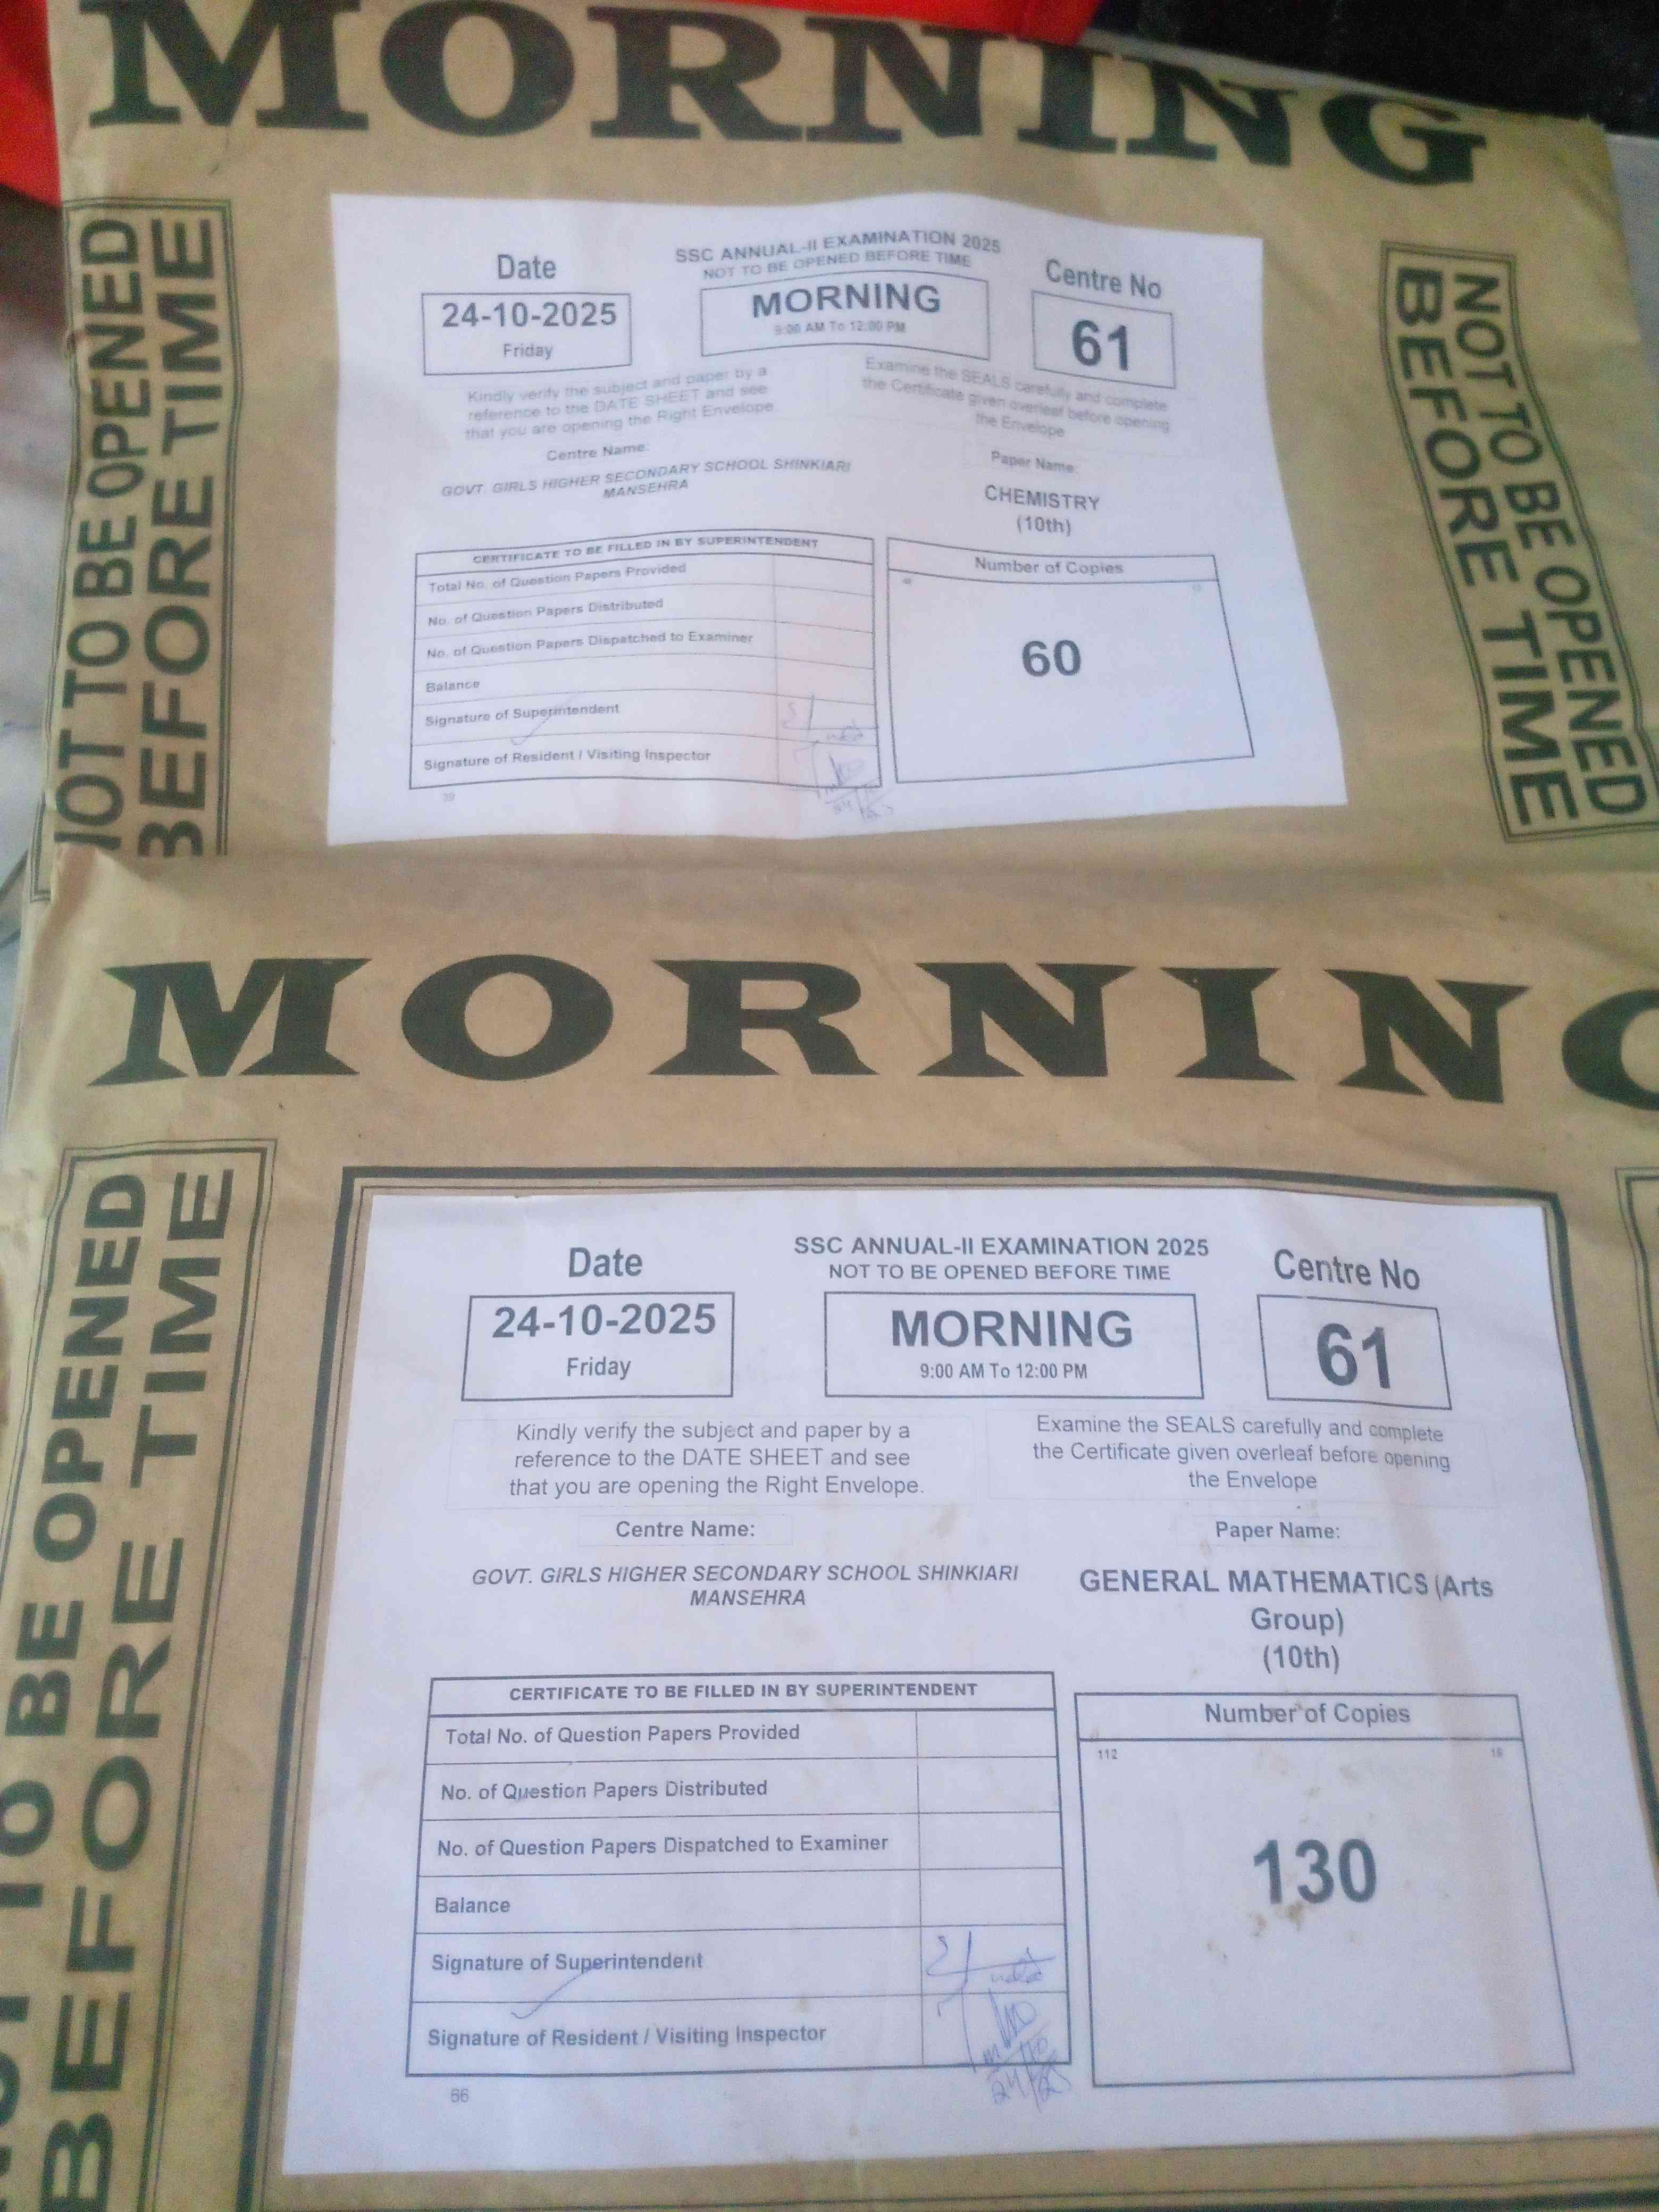 MORNING
NOT TO BE OPENED
BEFORE TIME
SSC ANNUAL-II EXAMINATION 2025
NOT TO BE OPENED BEFORE TIME
Date
24-10-2025
Friday
MORNING
9:00 AM To 12:00 PM
Centre No
61
Kindly verify the subject and paper by a
reference to the DATE SHEET and see
that you are opening the Right Envelope.
Examine the SEALS carefully and complete
the Certificate given overleaf before opening
the Envelope
Centre Name:
GOVT. GIRLS HIGHER SECONDARY SCHOOL SHINKIARI
MANSEHRA
Paper Name:
CHEMISTRY
(10th)
CERTIFICATE TO BE FILLED IN BY SUPERINTENDENT
Total No. of Question Papers Provided
No. of Question Papers Distributed
No. of Question Papers Dispatched to Examiner
Balance
Signature of Superintendent
Signature of Resident / Visiting Inspector
39
Number of Copies
60
NOT TO BE OPENED
BEFORE TIME
MORNING
NOT TO BE OPENED
BEFORE TIME
SSC ANNUAL-II EXAMINATION 2025
NOT TO BE OPENED BEFORE TIME
Date
24-10-2025
Friday
MORNING
9:00 AM To 12:00 PM
Centre No
61
Kindly verify the subject and paper by a
reference to the DATE SHEET and see
that you are opening the Right Envelope.
Examine the SEALS carefully and complete
the Certificate given overleaf before opening
the Envelope
Centre Name:
GOVT. GIRLS HIGHER SECONDARY SCHOOL SHINKIARI
MANSEHRA
Paper Name:
GENERAL MATHEMATICS (Arts
Group)
(10th)
CERTIFICATE TO BE FILLED IN BY SUPERINTENDENT
Total No. of Question Papers Provided
No. of Question Papers Distributed
No. of Question Papers Dispatched to Examiner
Balance
Signature of Superintendent
Signature of Resident / Visiting Inspector
66
Number of Copies
112
18
130